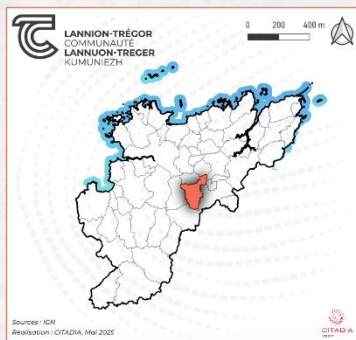 LANNION-TRÉGOR
COMMUNAUTÉ
LANNUON-TREGER
KUMUNIEZH
0 200 400 m
Sources : IGN
Réalisation : CITADIA, Mai 2025
CITADIA